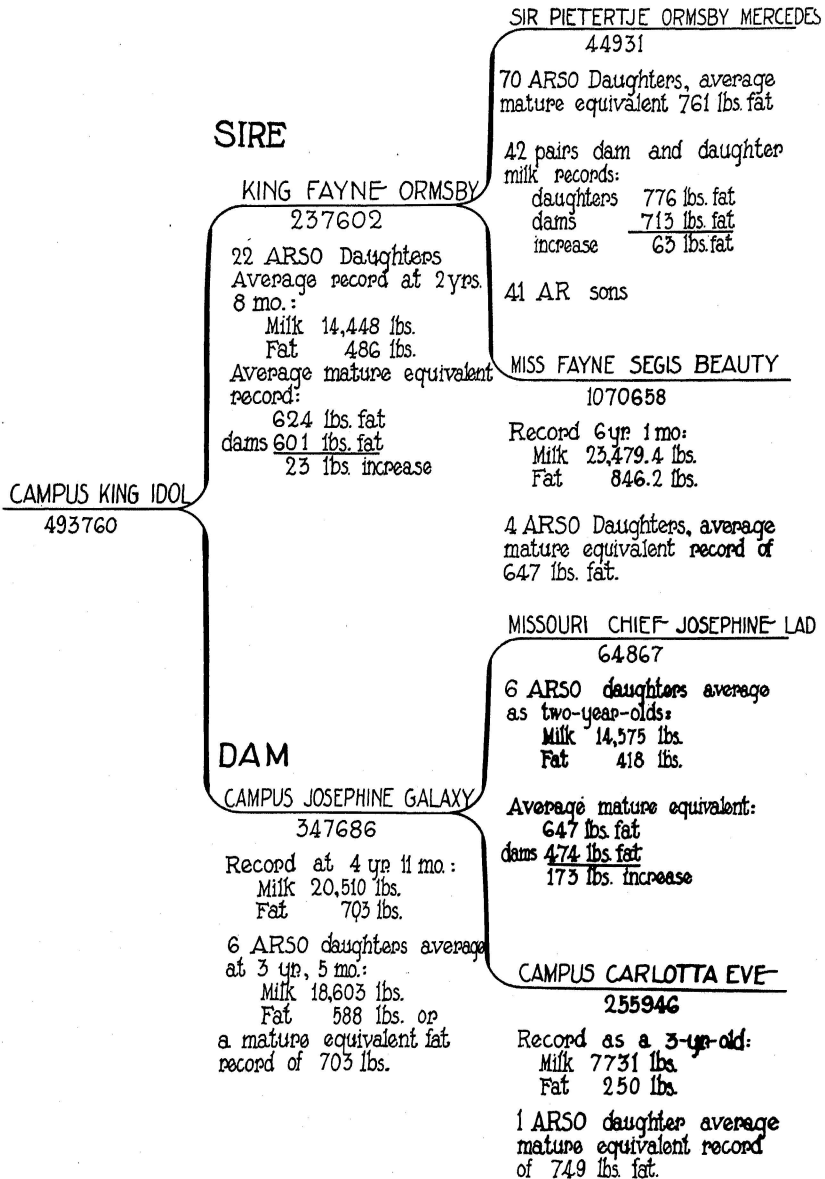 SIR PIETERTJE ORMSBY MERCEDES
44931
70 ARSO Daughters, average
mature equivalent 761 lbs. fat
42 pairs dam and daughter
milk records:
daughters 776 lbs. fat
dams 713 lbs. fat
increase 63 lbs. fat
41 AR sons
SIRE
KING FAYNE ORMSBY
237602
22 ARSO Daughters
Average record at 2 yrs.
8 mo.:
Milk 14,448 lbs.
Fat 486 lbs.
Average mature equivalent
record:
624 lbs. fat
dams 601 lbs. fat
23 lbs. increase
MISS FAYNE SEGIS BEAUTY
1070658
Record 6 yr. 1 mo:
Milk 23,479.4 lbs.
Fat 846.2 lbs.
4 ARSO Daughters, average
mature equivalent record of
647 lbs. fat.
CAMPUS KING IDOL
493760
MISSOURI CHIEF JOSEPHINE LAD
64867
6 ARSO daughters average
as two-year-olds:
Milk 14,575 lbs.
Fat 418 lbs.
Average mature equivalent:
647 lbs. fat
dams 474 lbs. fat
173 lbs. increase
DAM
CAMPUS JOSEPHINE GALAXY
347686
Record at 4 yr. 11 mo.:
Milk 20,510 lbs.
Fat 703 lbs.
6 ARSO daughters average
at 3 yr., 5 mo.:
Milk 18,603 lbs.
Fat 588 lbs. or
a mature equivalent fat
record of 703 lbs.
CAMPUS CARLOTTA EVE
255946
Record as a 3-yr-old:
Milk 7731 lbs.
Fat 250 lbs.
1 ARSO daughter average
mature equivalent record
of 749 lbs. fat.